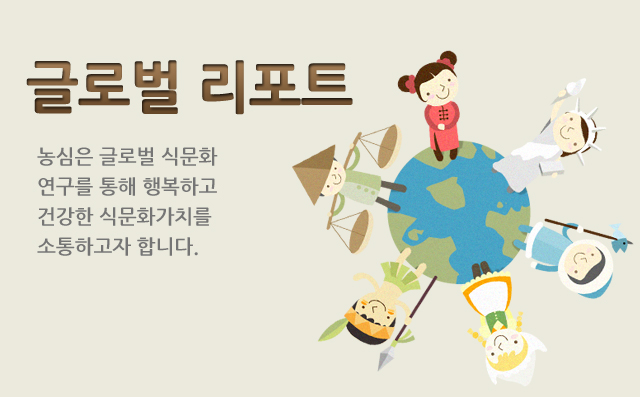 글로벌 리포트
농심은 글로벌 식문화
연구를 통해 행복하고
건강한 식문화가치를
소통하고자 합니다.